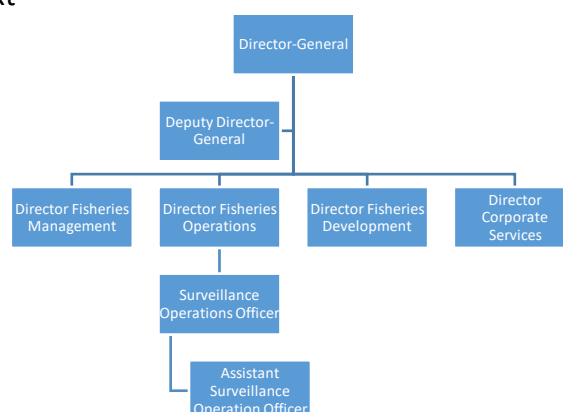 Director-General
Deputy Director-
General
Director Fisheries
Management
Director Fisheries
Operations
Director Fisheries
Development
Director
Corporate
Services
Surveillance
Operations Officer
Assistant
Surveillance
Operation Officer